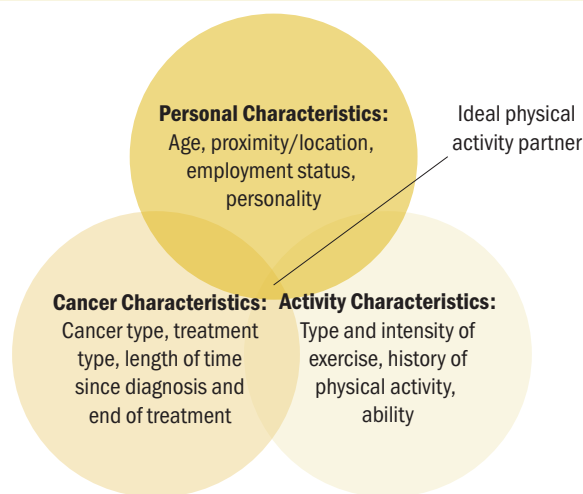 Personal Characteristics:
Age, proximity/location,
employment status,
personality
Ideal physical
activity partner
Cancer Characteristics:
Cancer type, treatment
type, length of time
since diagnosis and
end of treatment
Activity Characteristics:
Type and intensity of
exercise, history of
physical activity,
ability